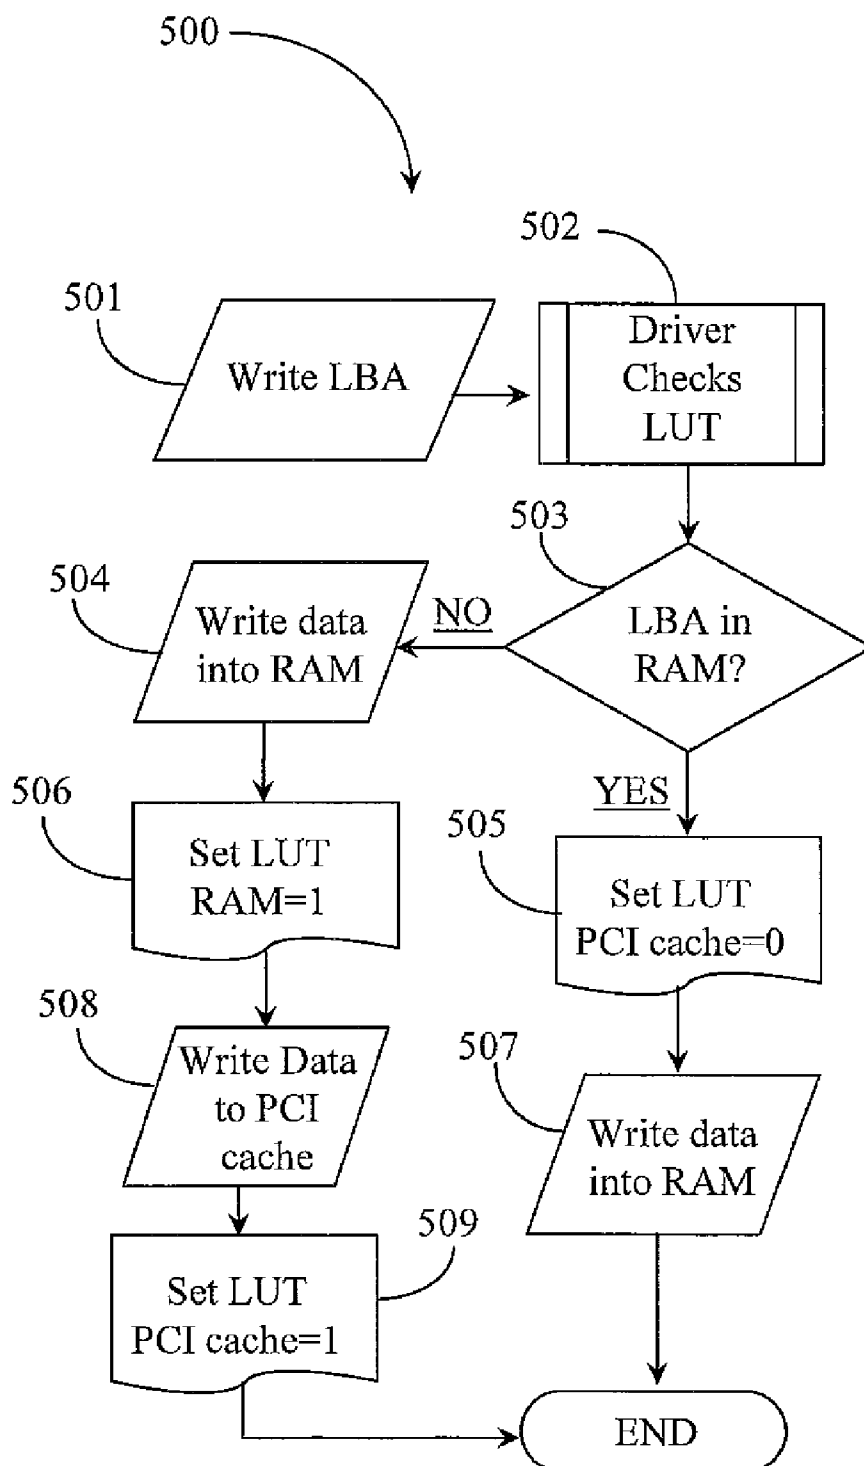 500
502
501
Write LBA
Driver
Checks
LUT
503
504
NO
LBA in
RAM?
Write data
into RAM
YES
506
505
Set LUT
RAM=1
Set LUT
PCI cache=0
508
507
Write Data
to PCI
cache
Write data
into RAM
509
Set LUT
PCI cache=1
END